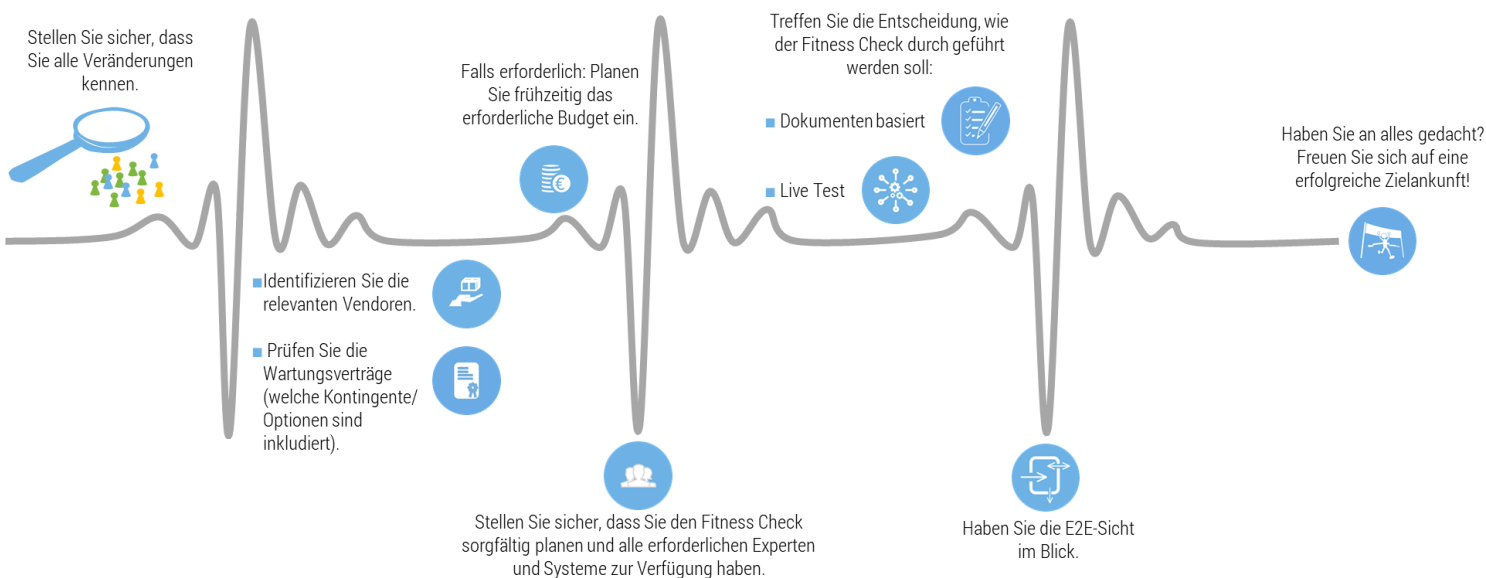 Stellen Sie sicher, dass
Sie alle Veränderungen
kennen.
Identifizieren Sie die
relevanten Vendoren.
Prüfen Sie die
Wartungsverträge
(welche Kontingente/
Optionen sind
inkludiert).
Falls erforderlich: Planen
Sie frühzeitig das
erforderliche Budget ein.
Stellen Sie sicher, dass Sie den Fitness Check
sorgfältig planen und alle erforderlichen Experten
und Systeme zur Verfügung haben.
Treffen Sie die Entscheidung, wie
der Fitness Check durch geführt
werden soll:
Dokumenten basiert
Live Test
Haben Sie die E2E-Sicht
im Blick.
Haben Sie an alles gedacht?
Freuen Sie sich auf eine
erfolgreiche Zielankunft!